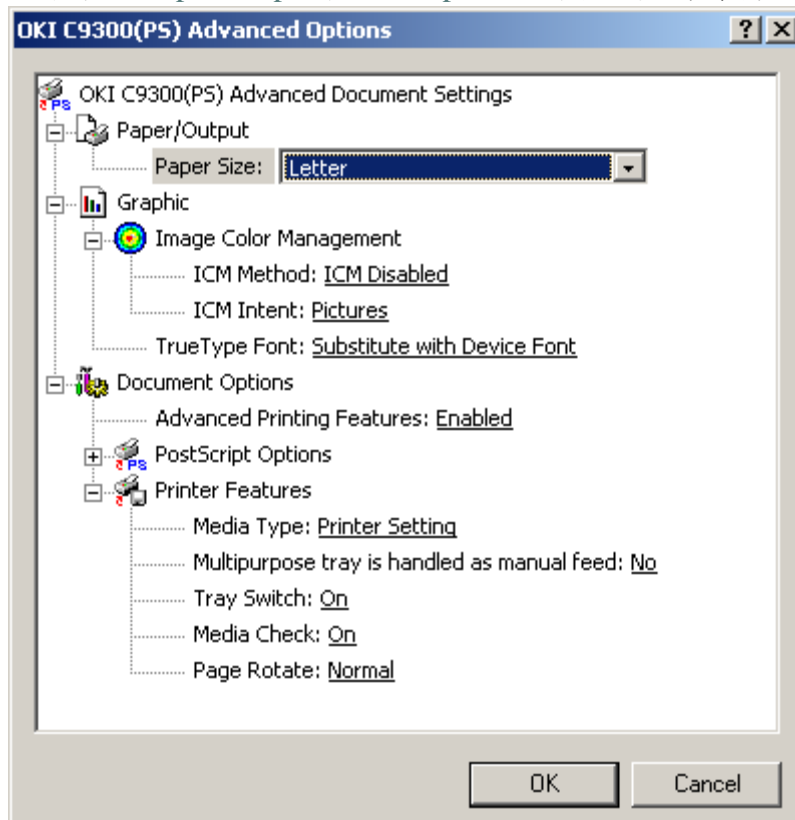 OKI C9300(PS) Advanced Options
OKI C9300(PS) Advanced Document Settings
Paper/Output
Paper Size: Letter
Graphic
Image Color Management
ICM Method: ICM Disabled
ICM Intent: Pictures
TrueType Font: Substitute with Device Font
Document Options
Advanced Printing Features: Enabled
PostScript Options
Printer Features
Media Type: Printer Setting
Multipurpose tray is handled as manual feed: No
Tray Switch: On
Media Check: On
Page Rotate: Normal
OK Cancel